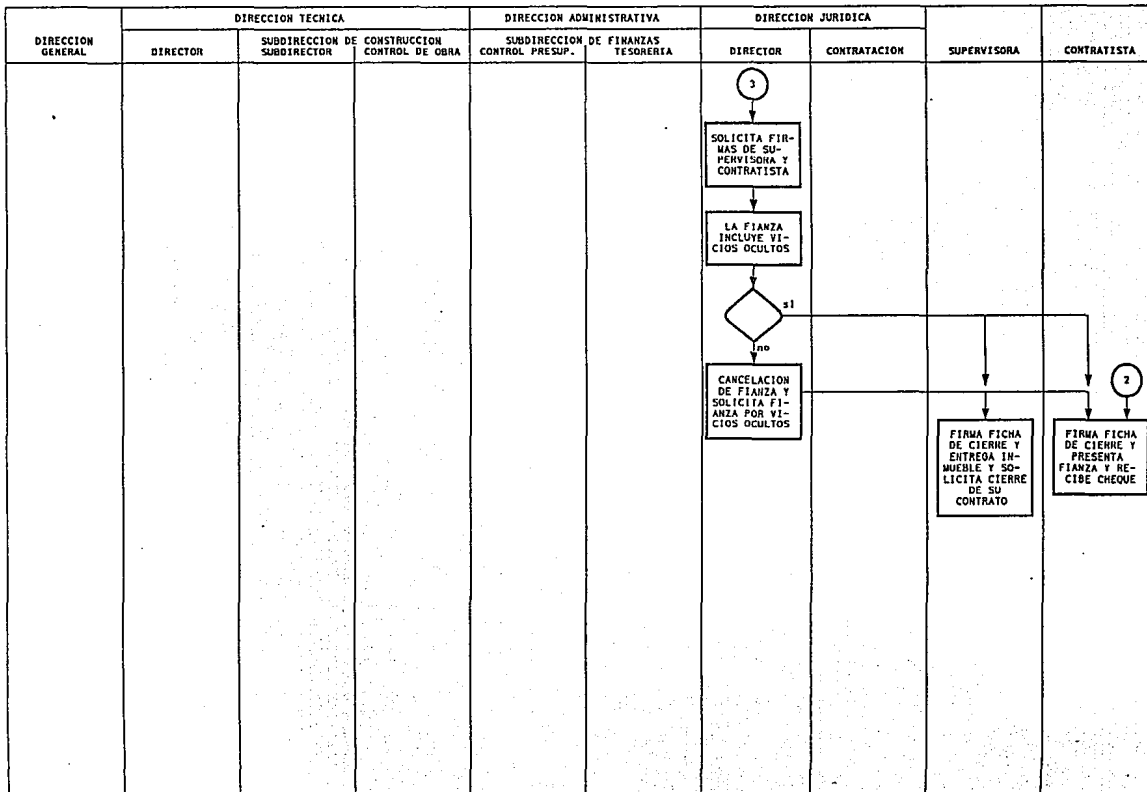 DIRECCION
GENERAL
DIRECCION TECNICA
DIRECTOR
SUBDIRECCION DE CONSTRUCCION
SUBDIRECTOR
CONTROL DE OBRA
DIRECCION ADMINISTRATIVA
SUBDIRECCION DE FINANZAS
CONTROL PRESUP.
TESORERIA
DIRECCION JURIDICA
DIRECTOR
CONTRATACION
SUPERVISORA
CONTRATISTA
3
SOLICITA FIR-
MAS DE SU-
PERVISORA Y
CONTRATISTA
LA FIANZA
INCLUYE VI-
CIOS OCULTOS
si
no
CANCELACION
DE FIANZA Y
SOLICITA FI-
ANZA POR VI-
CIOS OCULTOS
2
FIRMA FICHA
DE CIERRE Y
ENTREGA IN-
MUEBLE Y SO-
LICITA CIERRE
DE SU
CONTRATO
FIRMA FICHA
DE CIERRE Y
PRESENTA
FIANZA Y RE-
CIBE CHEQUE